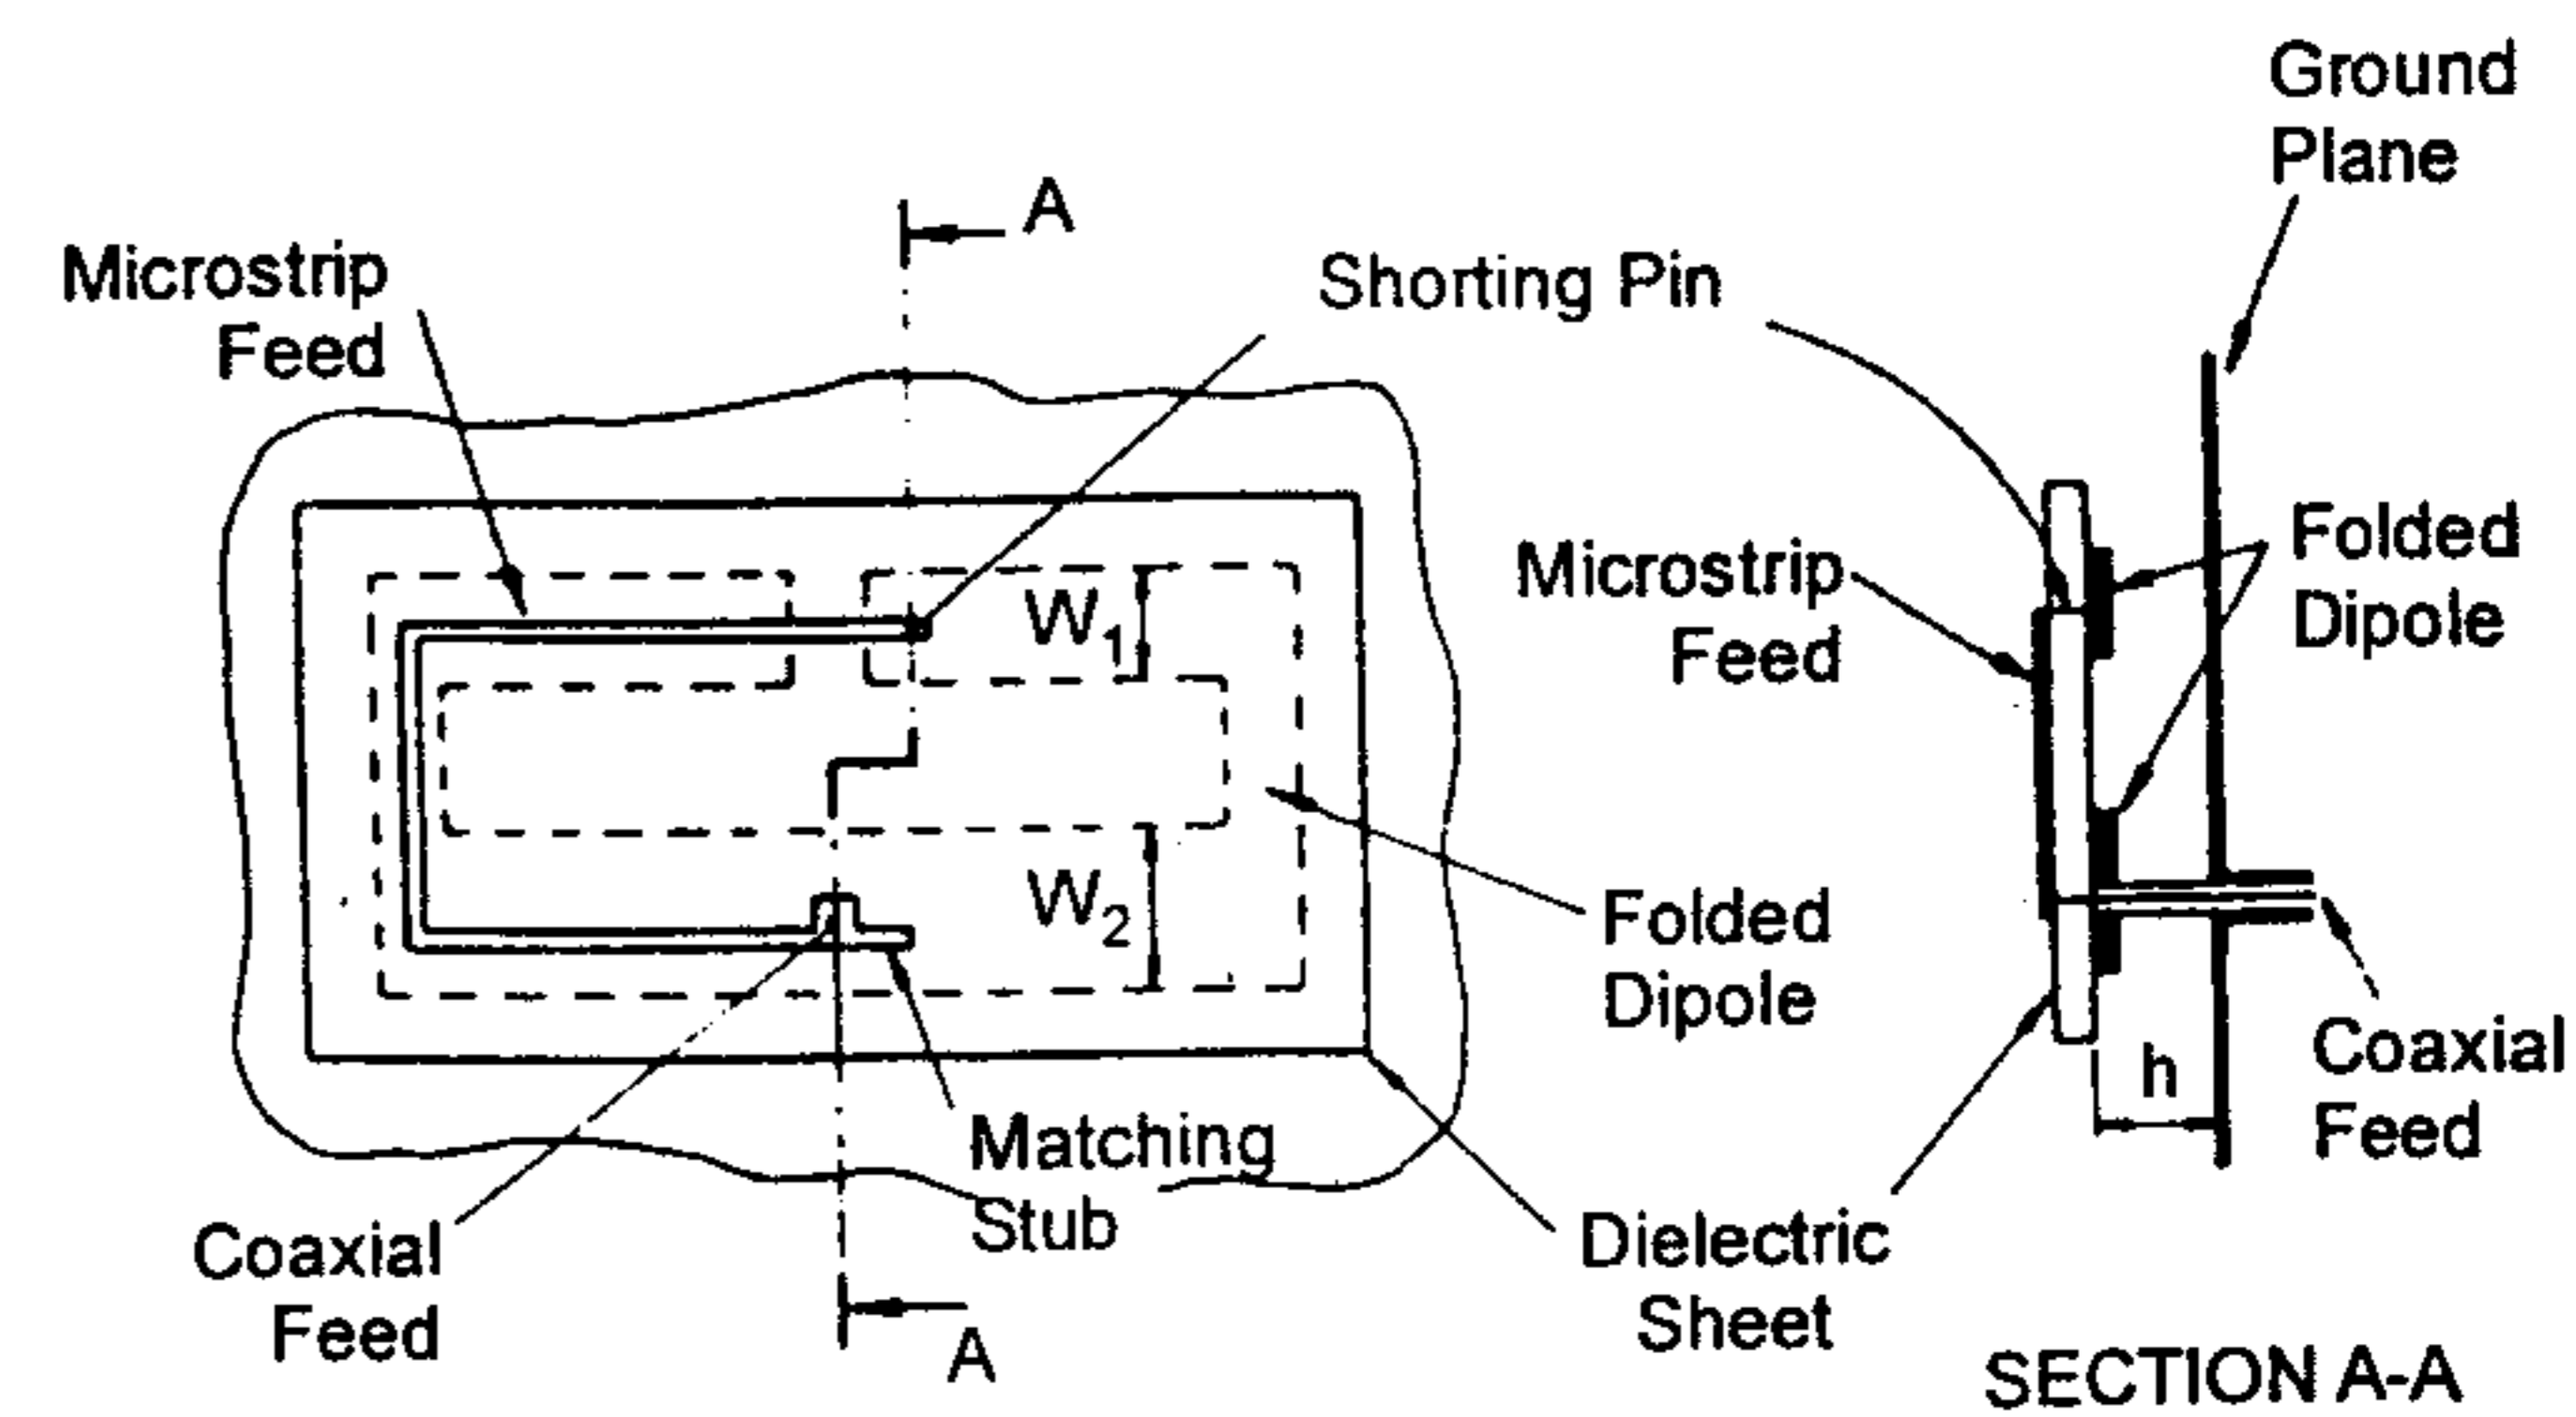 Ground
Plane
A
Microstrip
Feed
Shorting Pin
W1
Microstrip
Feed
Folded
Dipole
W2
Folded
Dipole
h
Coaxial
Feed
Matching
Stub
Coaxial
Feed
Dielectric
Sheet
A
SECTION A-A